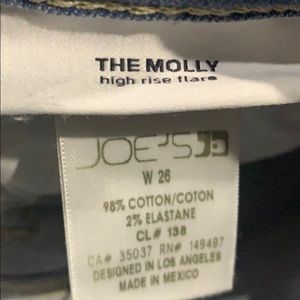 THE MOLLY
high rise flare
JOE'S
W 26
98% COTTON/COTON
2% ELASTANE
CL# 138
CA# 35037 RN# 149497
DESIGNED IN LOS ANGELES
MADE IN MEXICO